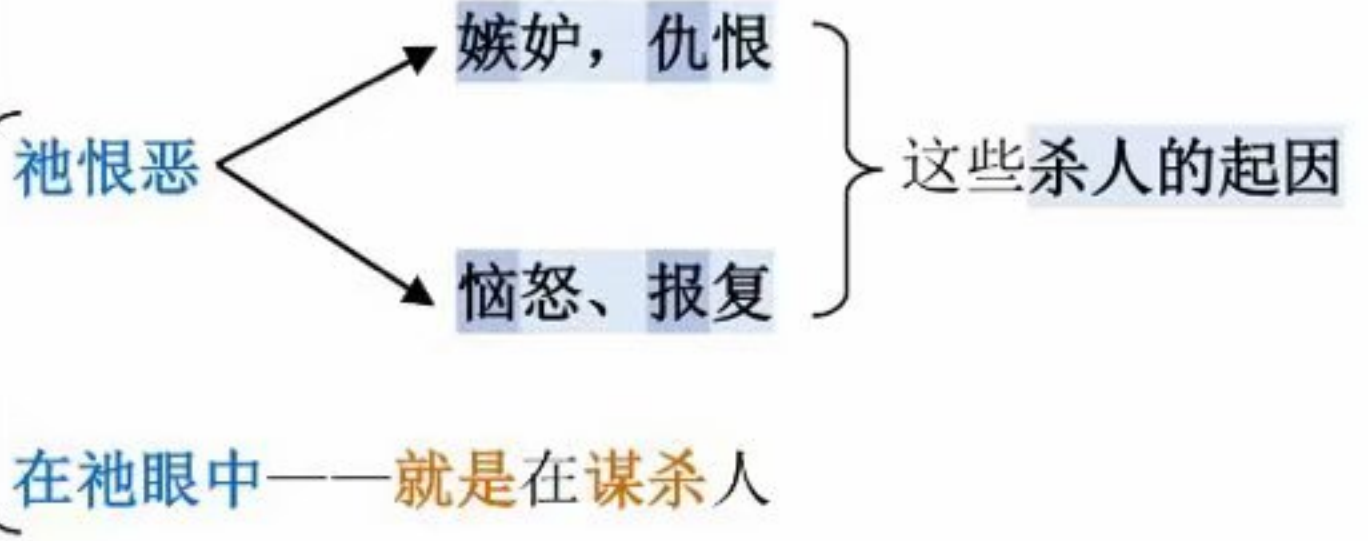 嫉妒，仇恨
祂恨恶
这些杀人的起因
恼怒、报复
在祂眼中——就是在谋杀人